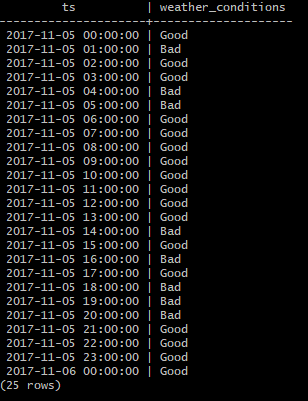 ts | weather_conditions
---------------------+--------------------
2017-11-05 00:00:00 | Good
2017-11-05 01:00:00 | Bad
2017-11-05 02:00:00 | Good
2017-11-05 03:00:00 | Good
2017-11-05 04:00:00 | Bad
2017-11-05 05:00:00 | Bad
2017-11-05 06:00:00 | Good
2017-11-05 07:00:00 | Good
2017-11-05 08:00:00 | Good
2017-11-05 09:00:00 | Good
2017-11-05 10:00:00 | Good
2017-11-05 11:00:00 | Good
2017-11-05 12:00:00 | Good
2017-11-05 13:00:00 | Good
2017-11-05 14:00:00 | Bad
2017-11-05 15:00:00 | Good
2017-11-05 16:00:00 | Bad
2017-11-05 17:00:00 | Good
2017-11-05 18:00:00 | Bad
2017-11-05 19:00:00 | Bad
2017-11-05 20:00:00 | Bad
2017-11-05 21:00:00 | Good
2017-11-05 22:00:00 | Good
2017-11-05 23:00:00 | Good
2017-11-06 00:00:00 | Good
(25 rows)